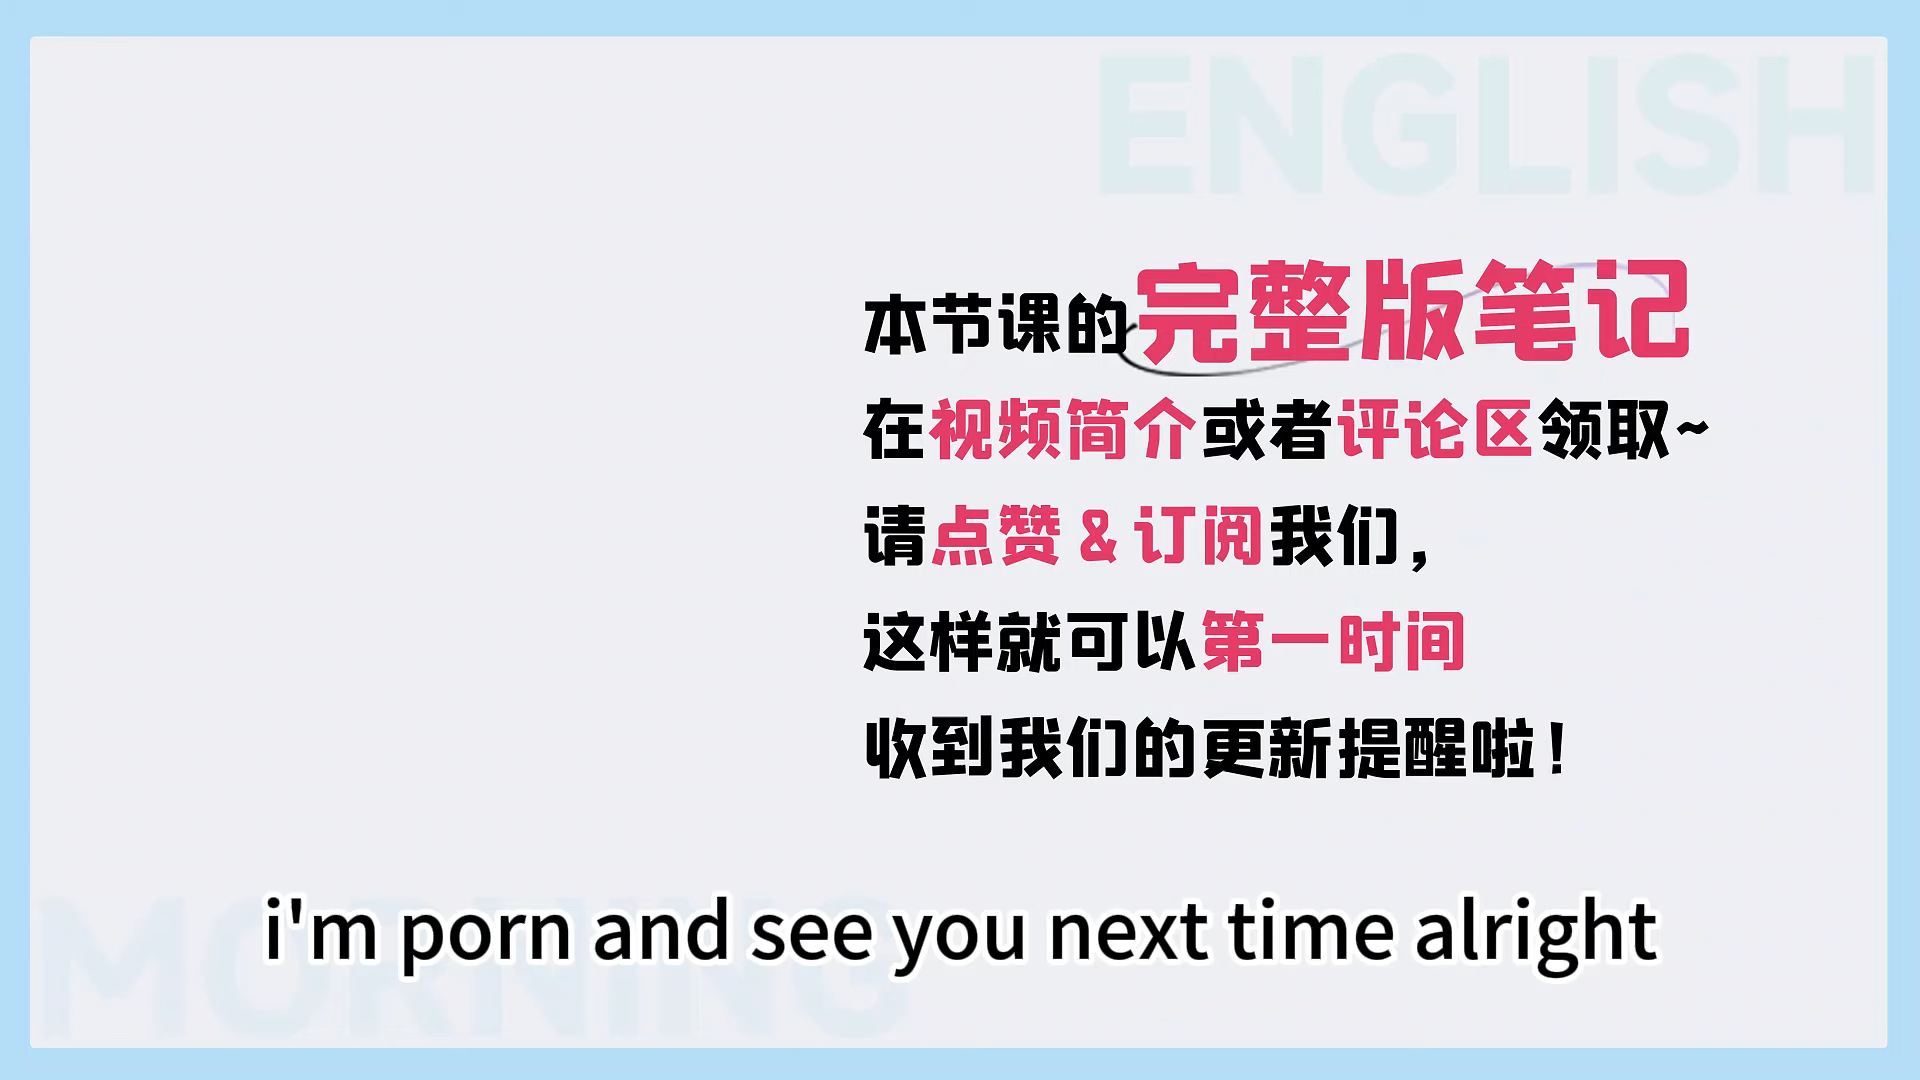 ENGLISH
本节课的完整版笔记
在视频简介或者评论区领取~
请点赞&订阅我们，
这样就可以第一时间
收到我们的更新提醒啦！
MORNING
i'm porn and see you next time alright